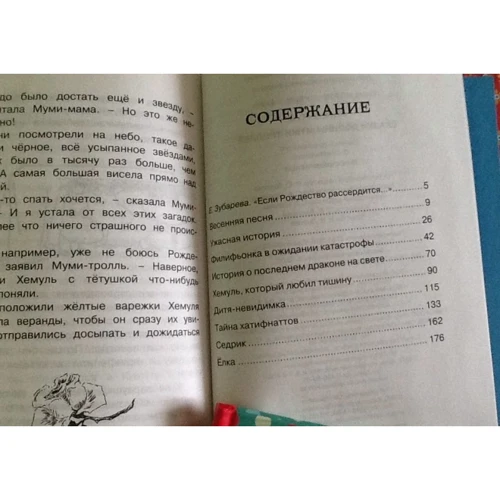 до было достать ещё и звезду, –
тала Муми-мама. – Но это же не-
но!
ни посмотрели на небо, такое да-
и чёрное, всё усыпанное звёздами,
х было в тысячу раз больше, чем
А самая большая висела прямо над
й.
-то спать хочется, – сказала Муми-
– И я устала от всех этих загадок.
ее что ничего страшного не проис-
например, уже не боюсь Рожде-
заявил Муми-тролль. – Наверное,
и Хемуль с тётушкой что-нибудь
поняли.
положили жёлтые варежки Хемуля
ла веранды, чтобы он сразу их уви-
отправились досыпать и дожидаться
СОДЕРЖАНИЕ
Е. Зубарева. «Если Рождество рассердится...» 5
Весенняя песня 9
Ужасная история 26
Филифьонка в ожидании катастрофы 42
История о последнем драконе на свете 70
Хемуль, который любил тишину 90
Дитя-невидимка 115
Тайна хатифнаттов 133
Седрик 162
Ёлка 176